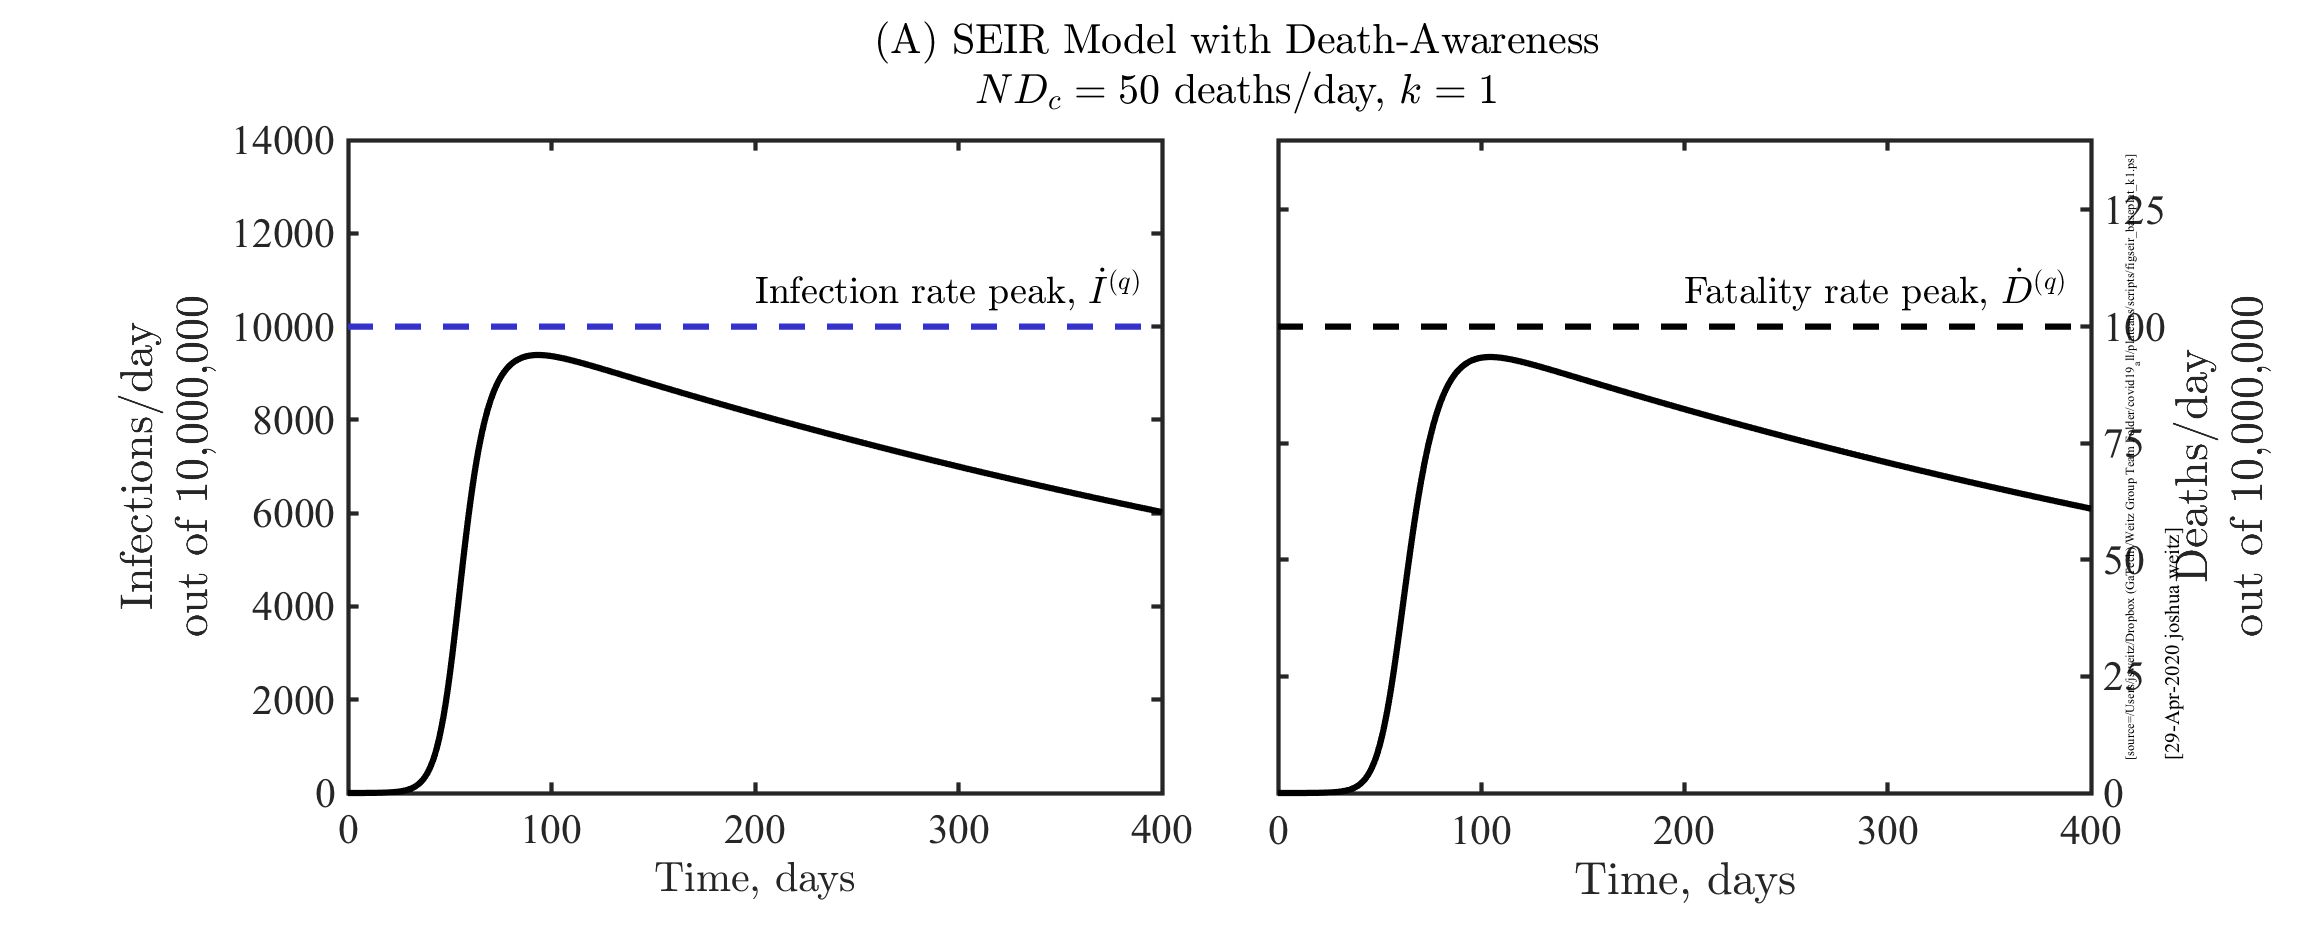 (A) SEIR Model with Death-Awareness
ND_c = 50 deaths/day, k = 1
Infections/day
out of 10,000,000
14000
12000
10000
8000
6000
4000
2000
0
Infection rate peak, İ^(q)
0 100 200 300 400
Time, days
Fatality rate peak, Ḋ^(q)
125
100
75
50
25
0
0 100 200 300 400
Time, days
Deaths/day
out of 10,000,000
[29-Apr-2020 joshua weitz]